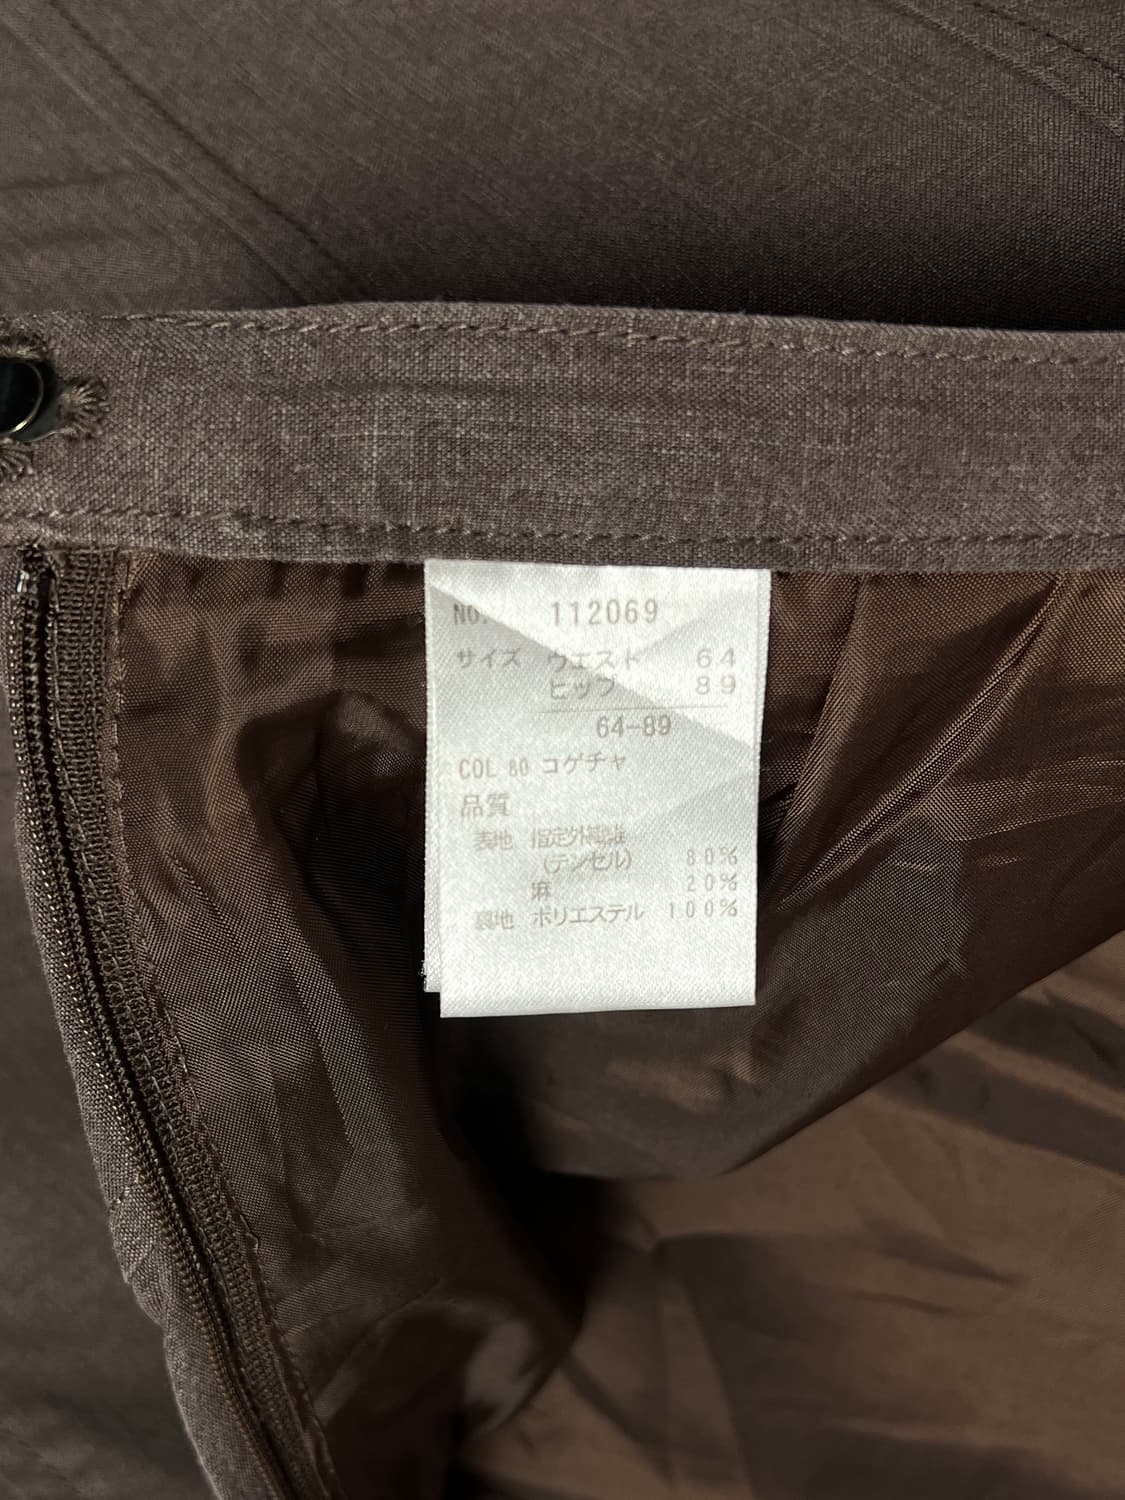 NO. 112069
サイズ ウエスト 64
ヒップ 89
64-89
COL 80 コゲチャ
品質
表地 指定外繊維
(テンセル) 80%
麻 20%
裏地 ポリエステル 100%